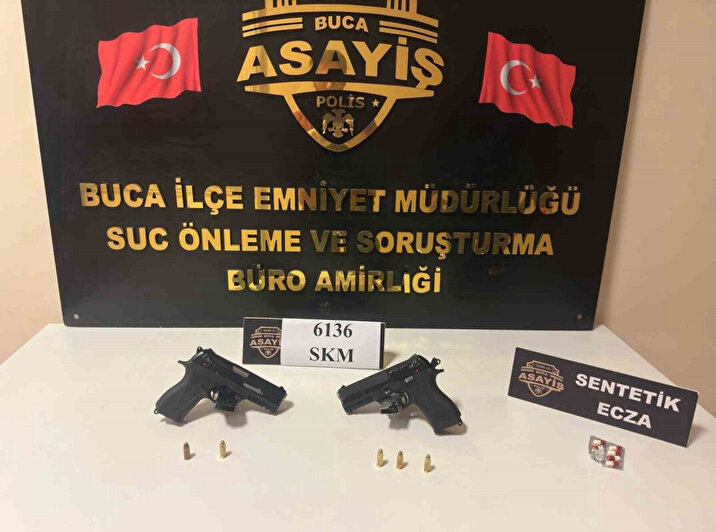 BUCA
ASAYİŞ
POLİS
BUCA İLÇE EMNİYET MÜDÜRLÜĞÜ
SUC ÖNLEME VE SORUŞTURMA
BÜRO AMİRLİĞİ
ASAYİŞ
6136
SKM
ASAYİŞ
SENTETİK
ECZA